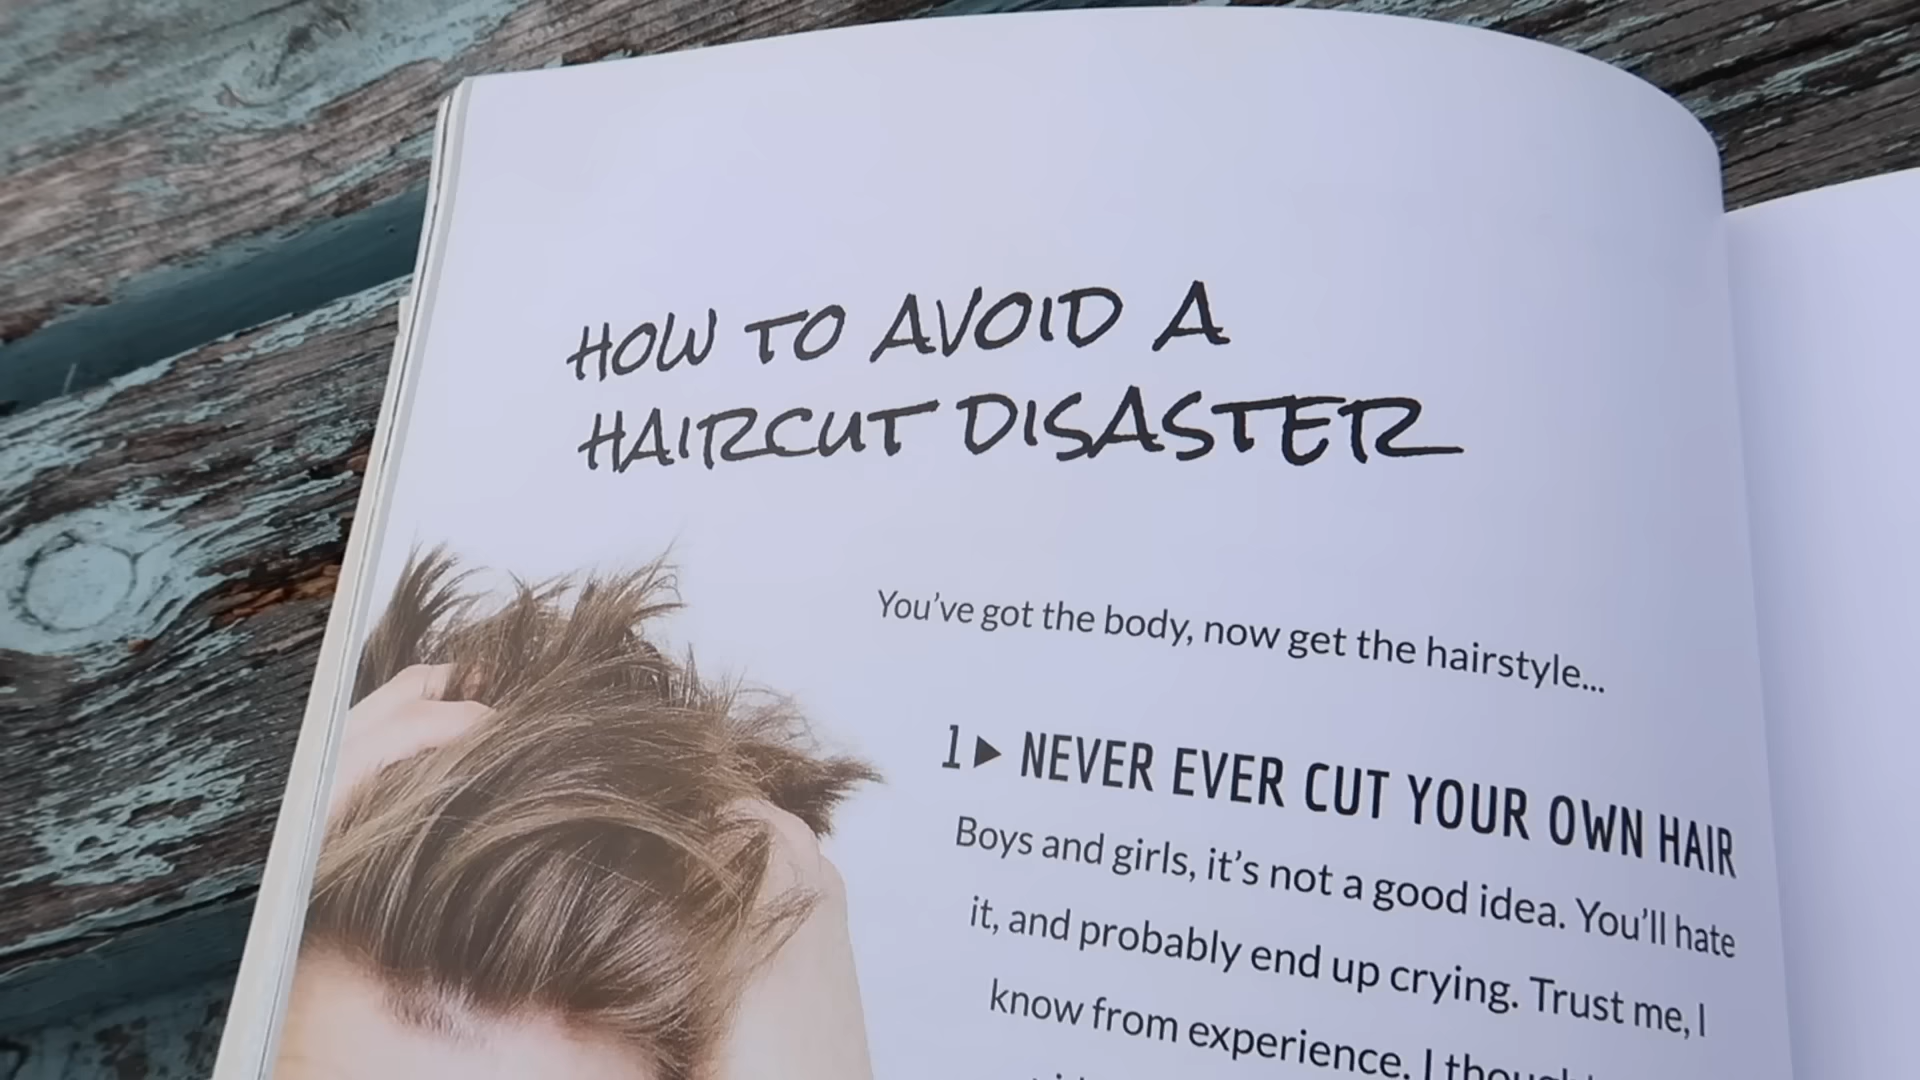 HOW TO AVOID A
HAIRCUT DISASTER
You've got the body, now get the hairstyle...
1▸ NEVER EVER CUT YOUR OWN HAIR
Boys and girls, it's not a good idea. You'll hate
it, and probably end up crying. Trust me, I
know from experience. I